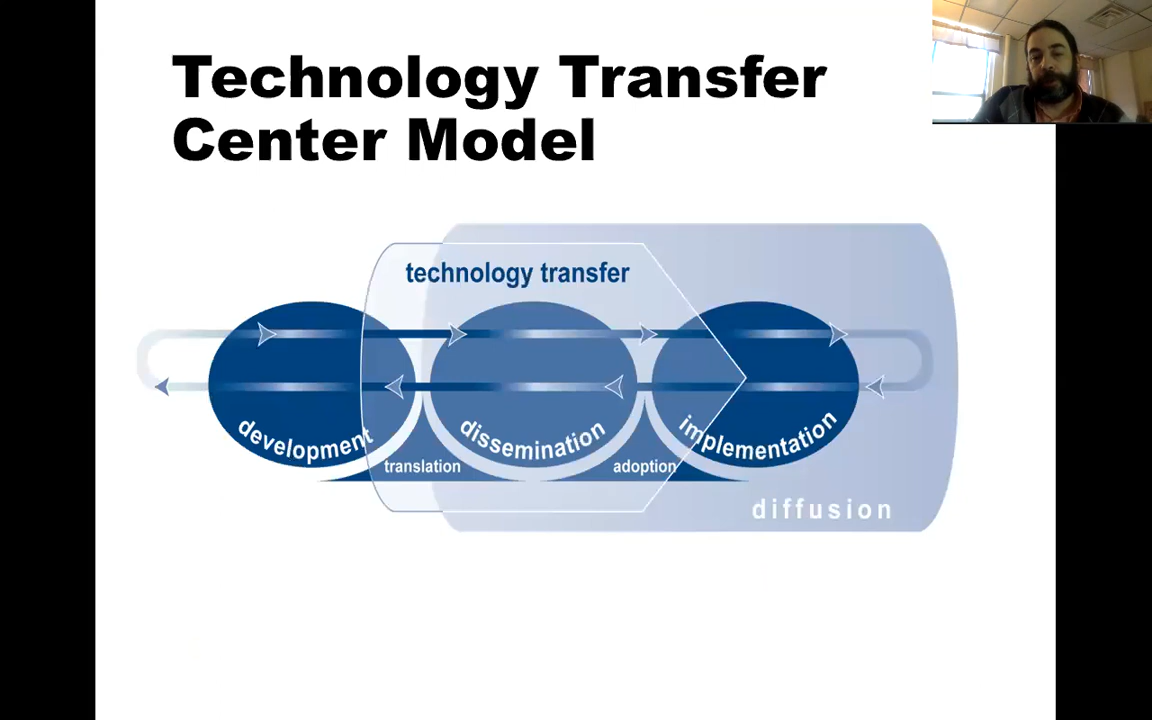 Technology Transfer
Center Model
technology transfer
development
dissemination
implementation
translation
adoption
diffusion